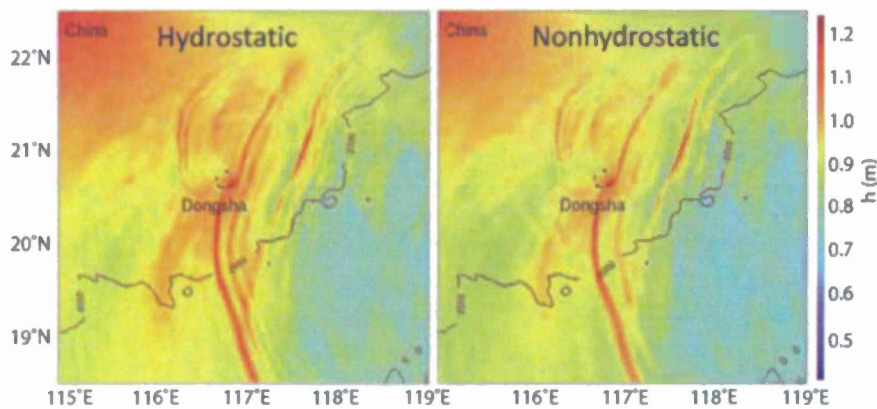 China
Hydrostatic
China
Nonhydrostatic
22°N
21°N
20°N
19°N
Dongsha
Dongsha
115°E 116°E 117°E 118°E 119°E
116°E 117°E 118°E 119°E
1.2
1.1
1.0
0.9
0.8
0.7
0.6
0.5
h (m)